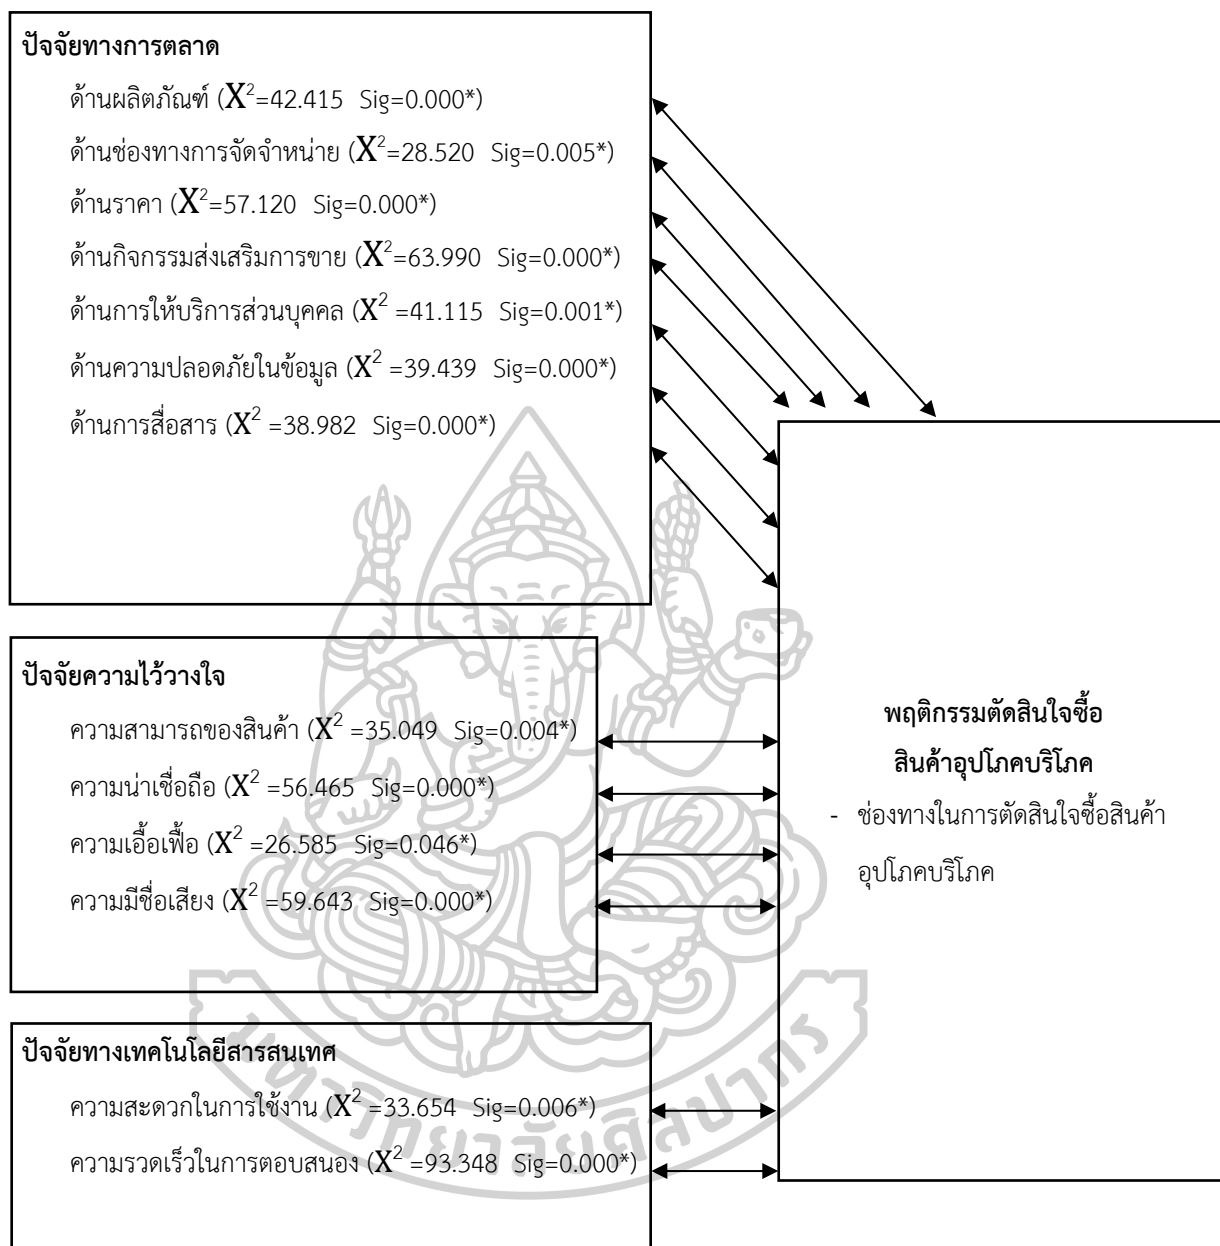 ปัจจัยทางการตลาด
ด้านผลิตภัณฑ์ (X²=42.415 Sig=0.000*)
ด้านช่องทางการจัดจำหน่าย (X²=28.520 Sig=0.005*)
ด้านราคา (X²=57.120 Sig=0.000*)
ด้านกิจกรรมส่งเสริมการขาย (X²=63.990 Sig=0.000*)
ด้านการให้บริการส่วนบุคคล (X² =41.115 Sig=0.001*)
ด้านความปลอดภัยในข้อมูล (X² =39.439 Sig=0.000*)
ด้านการสื่อสาร (X² =38.982 Sig=0.000*)
ปัจจัยความไว้วางใจ
ความสามารถของสินค้า (X² =35.049 Sig=0.004*)
ความน่าเชื่อถือ (X² =56.465 Sig=0.000*)
ความเอื้อเฟื้อ (X² =26.585 Sig=0.046*)
ความมีชื่อเสียง (X² =59.643 Sig=0.000*)
ปัจจัยทางเทคโนโลยีสารสนเทศ
ความสะดวกในการใช้งาน (X² =33.654 Sig=0.006*)
ความรวดเร็วในการตอบสนอง (X² =93.348 Sig=0.000*)
พฤติกรรมตัดสินใจซื้อ
สินค้าอุปโภคบริโภค
- ช่องทางในการตัดสินใจซื้อสินค้า
อุปโภคบริโภค
มหาวิทยาลัยศิลปากร